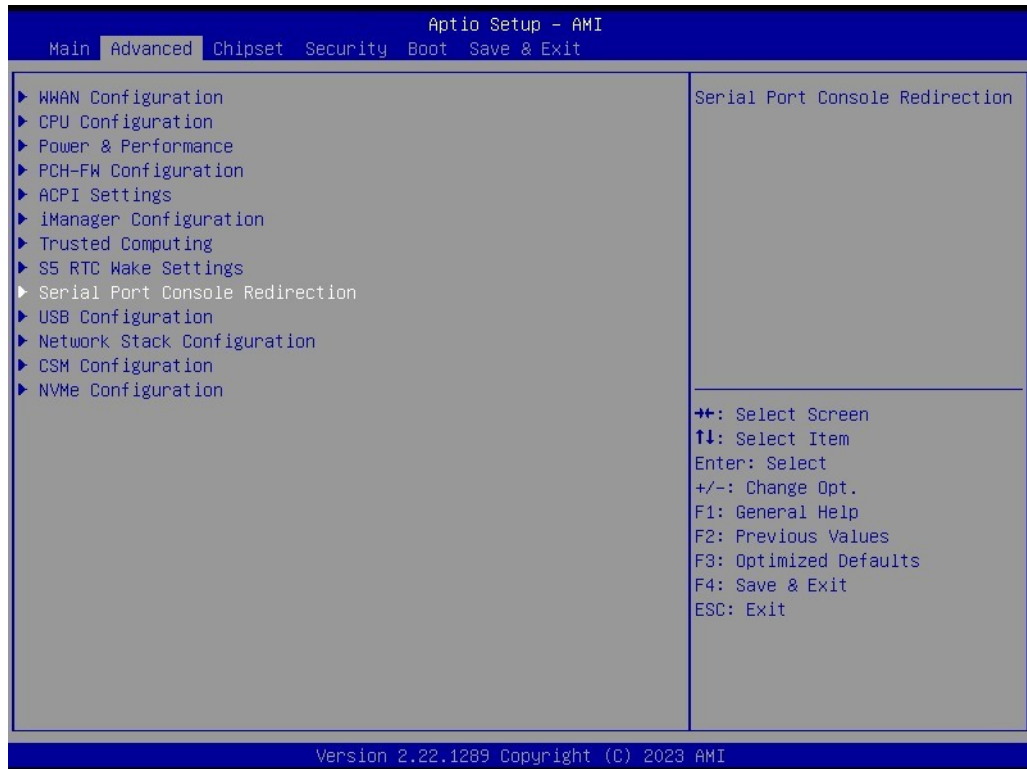 Aptio Setup – AMI
Main Advanced Chipset Security Boot Save & Exit
WWAN Configuration
CPU Configuration
Power & Performance
PCH-FW Configuration
ACPI Settings
iManager Configuration
Trusted Computing
S5 RTC Wake Settings
Serial Port Console Redirection
USB Configuration
Network Stack Configuration
CSM Configuration
NVMe Configuration
Serial Port Console Redirection
→←: Select Screen
↑↓: Select Item
Enter: Select
+/-: Change Opt.
F1: General Help
F2: Previous Values
F3: Optimized Defaults
F4: Save & Exit
ESC: Exit
Version 2.22.1289 Copyright (C) 2023 AMI